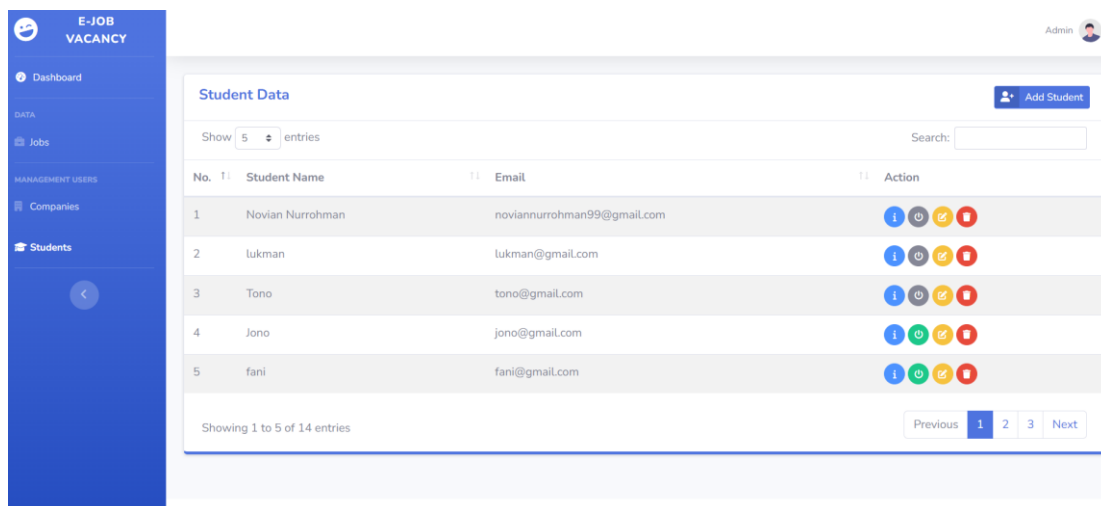 E-JOB
VACANCY
Admin
Dashboard
Student Data
Add Student
DATA
Show 5 entries
Search:
Jobs
No. Student Name Email Action
MANAGEMENT USERS
Companies
1 Novian Nurrohman noviannurrohman99@gmail.com
Students
2 lukman lukman@gmail.com
3 Tono tono@gmail.com
4 Jono jono@gmail.com
5 fani fani@gmail.com
Showing 1 to 5 of 14 entries
Previous 1 2 3 Next